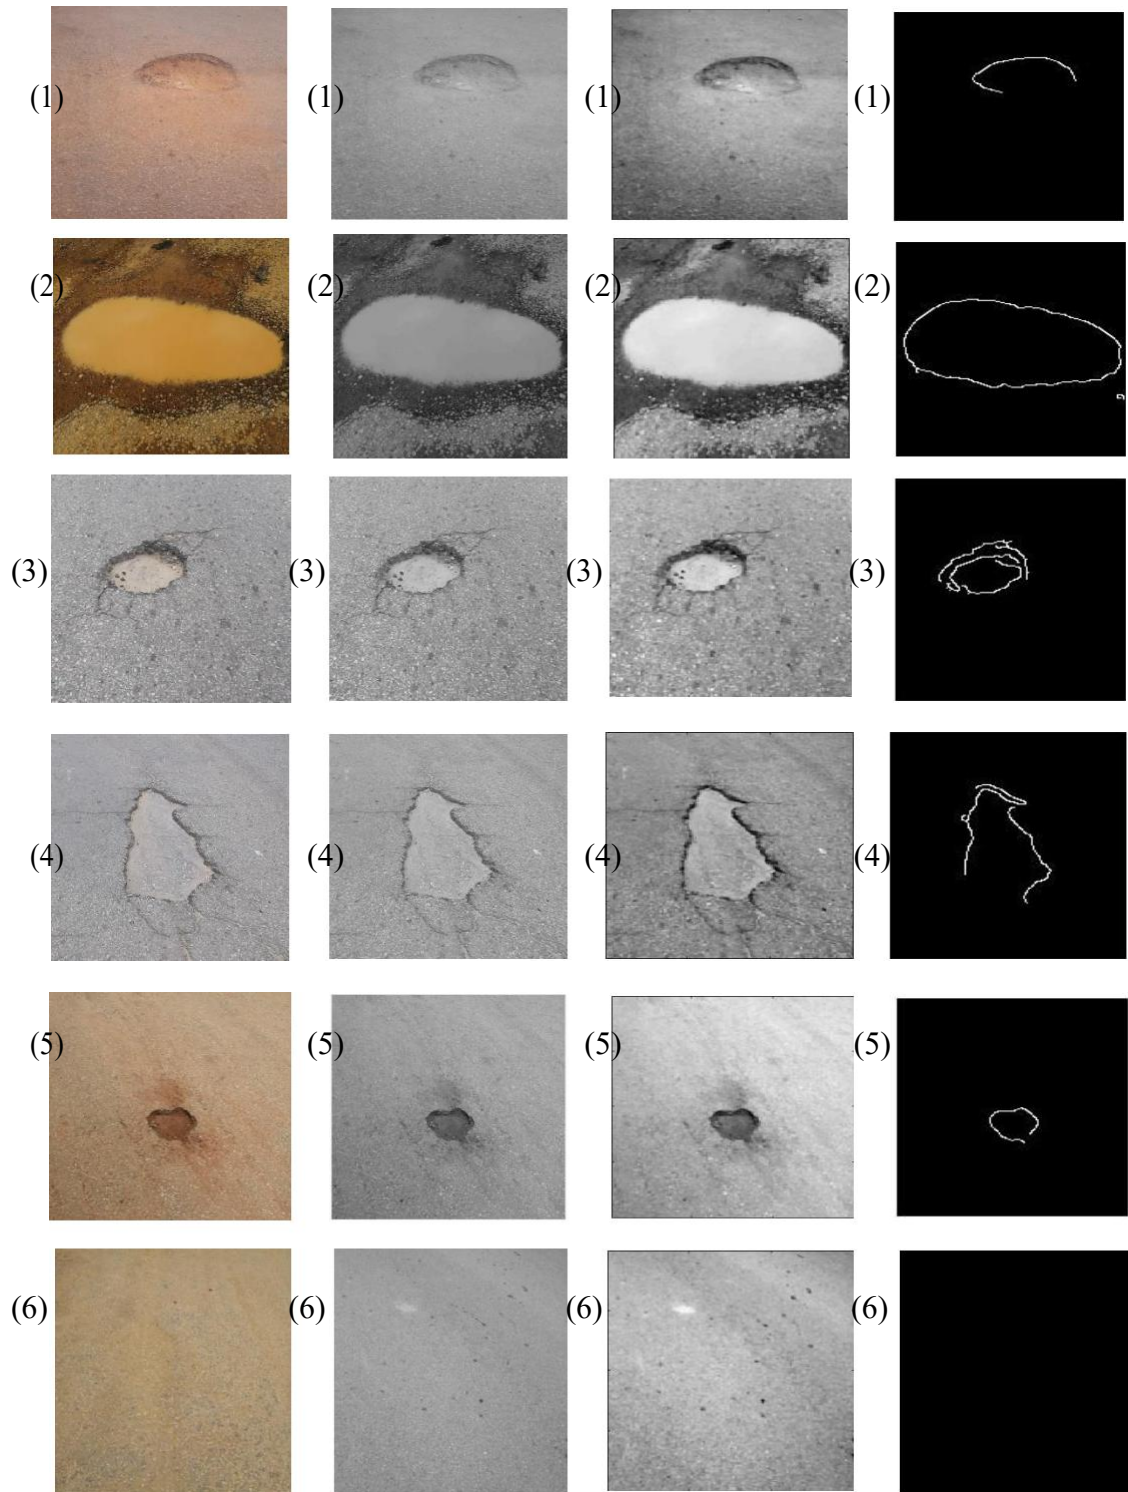 (1) (1) (1) (1)
(2) (2) (2) (2)
(3) (3) (3) (3)
(4) (4) (4) (4)
(5) (5) (5) (5)
(6) (6) (6) (6)